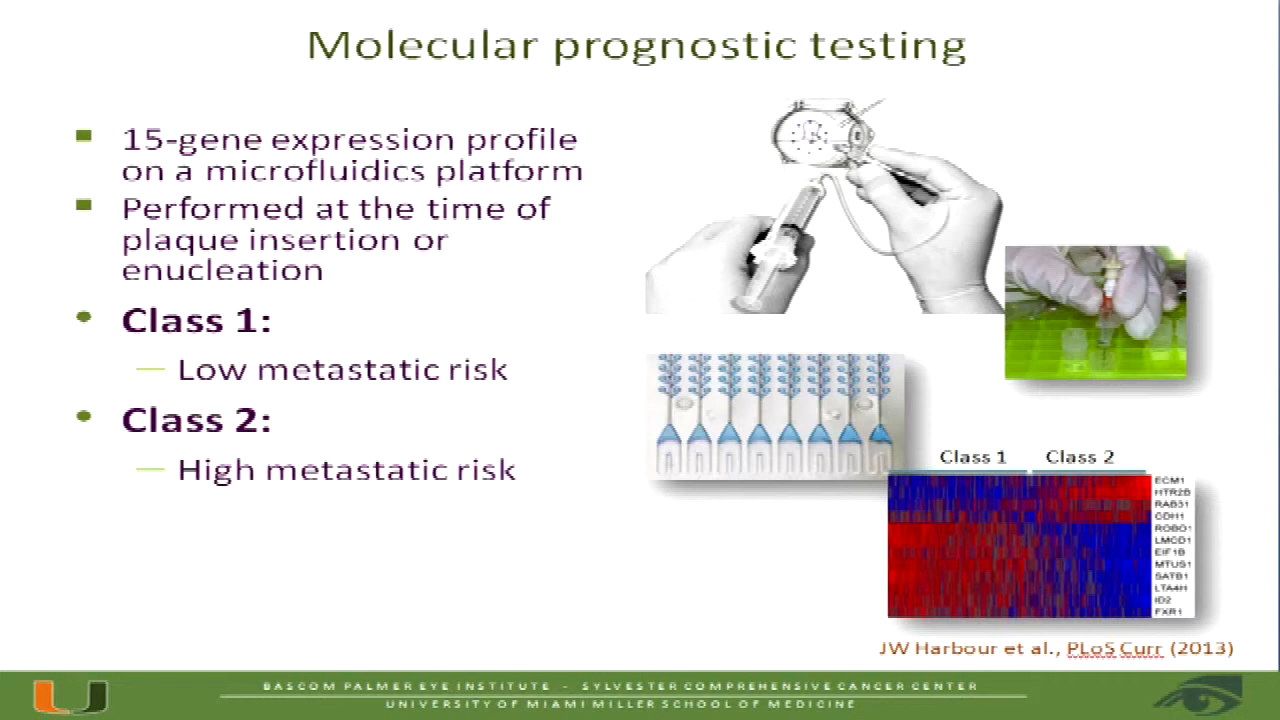 Molecular prognostic testing
15-gene expression profile
on a microfluidics platform
Performed at the time of
plaque insertion or
enucleation
Class 1:
Low metastatic risk
Class 2:
High metastatic risk
Class 1
Class 2
ECM1
HTR2B
RAB31
CDH1
ROBO1
LMCD1
EIF1B
MTUS1
SATB1
LTA4H
ID2
FXR1
JW Harbour et al., PLoS Curr (2013)
BASCOM PALMER EYE INSTITUTE - SYLVESTER COMPREHENSIVE CANCER CENTER
UNIVERSITY OF MIAMI MILLER SCHOOL OF MEDICINE